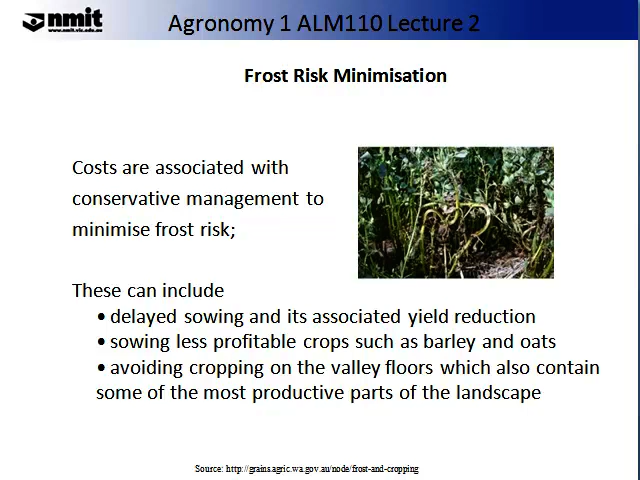 nmit
www.nmit.vic.edu.au
Agronomy 1 ALM110 Lecture 2
Frost Risk Minimisation
Costs are associated with
conservative management to
minimise frost risk;
These can include
• delayed sowing and its associated yield reduction
• sowing less profitable crops such as barley and oats
• avoiding cropping on the valley floors which also contain
some of the most productive parts of the landscape
Source: http://grains.agric.wa.gov.au/node/frost-and-cropping